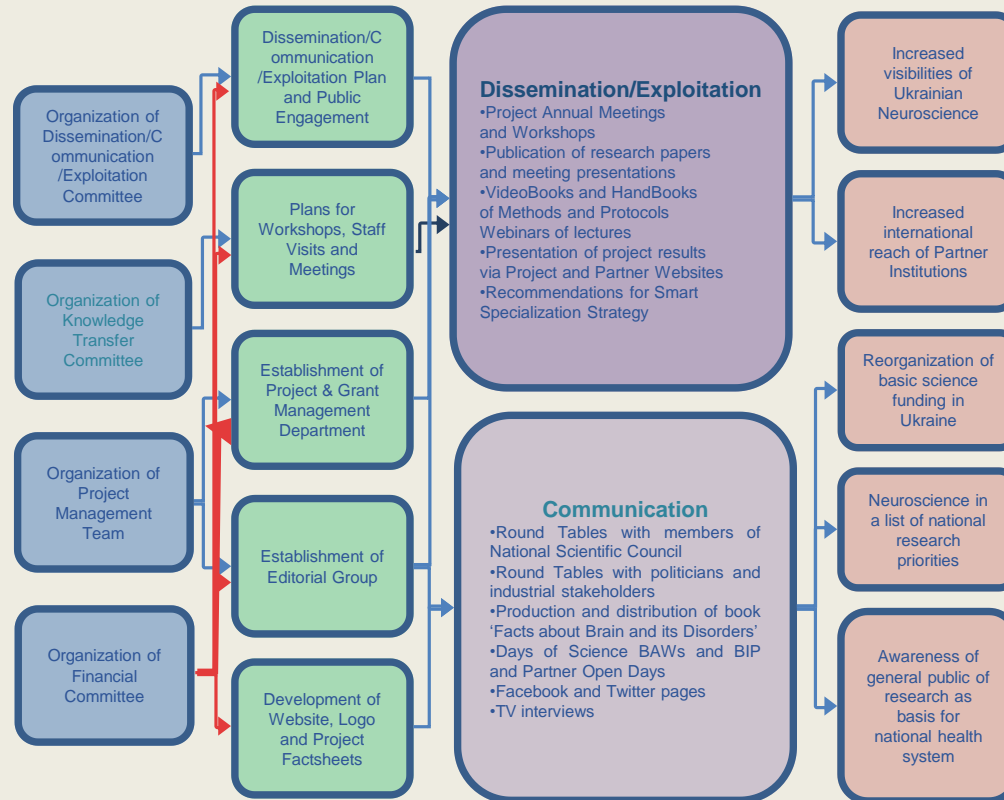 Organization of
Dissemination/C
ommunication
/Exploitation
Committee
Organization of
Knowledge
Transfer
Committee
Organization of
Project
Management
Team
Organization of
Financial
Committee
Dissemination/C
ommunication
/Exploitation Plan
and Public
Engagement
Plans for
Workshops, Staff
Visits and
Meetings
Establishment of
Project & Grant
Management
Department
Establishment of
Editorial Group
Development of
Website, Logo
and Project
Factsheets
Dissemination/Exploitation
•Project Annual Meetings
and Workshops
•Publication of research papers
and meeting presentations
•VideoBooks and HandBooks
of Methods and Protocols
Webinars of lectures
•Presentation of project results
via Project and Partner Websites
•Recommendations for Smart
Specialization Strategy
Communication
•Round Tables with members of
National Scientific Council
•Round Tables with politicians and
industrial stakeholders
•Production and distribution of book
‘Facts about Brain and its Disorders’
•Days of Science BAWs and BIP
and Partner Open Days
•Facebook and Twitter pages
•TV interviews
Increased
visibilities of
Ukrainian
Neuroscience
Increased
international
reach of Partner
Institutions
Reorganization of
basic science
funding in
Ukraine
Neuroscience in
a list of national
research
priorities
Awareness of
general public of
research as
basis for
national health
system